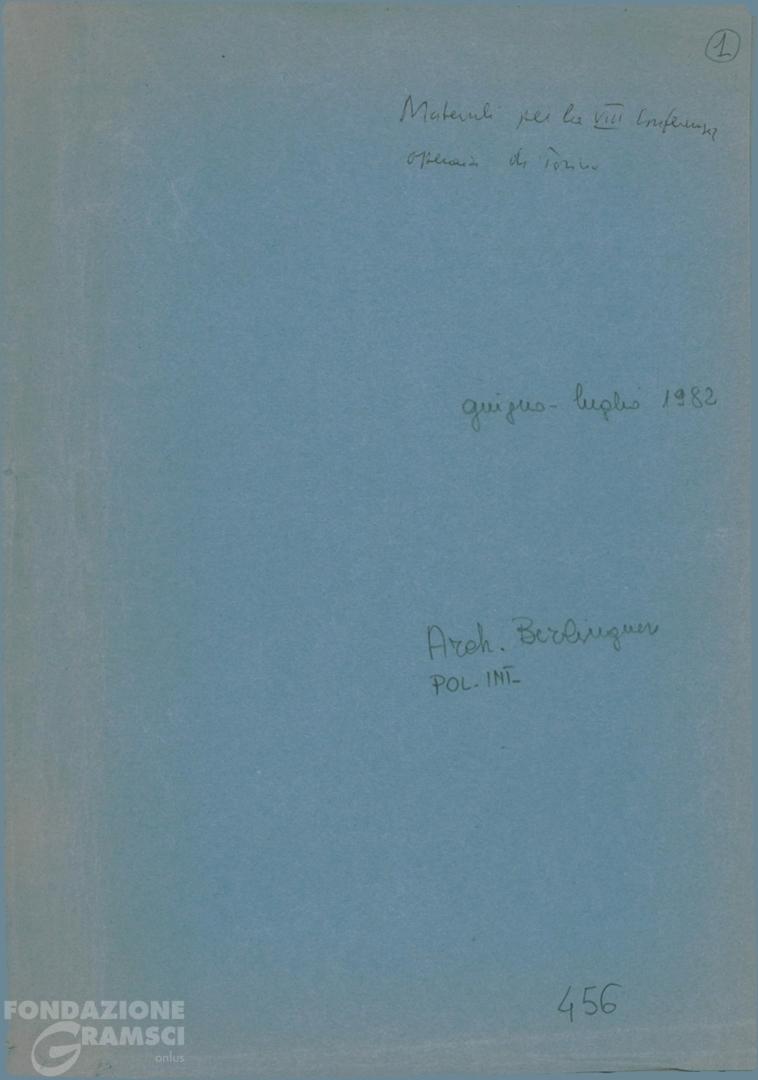 1
Materiali per la VIII Conferenza
operaia di Torino
giugno - luglio 1982
Arch. Berlinguer
POL. INT-
456
FONDAZIONE
GRAMSCI
onlus